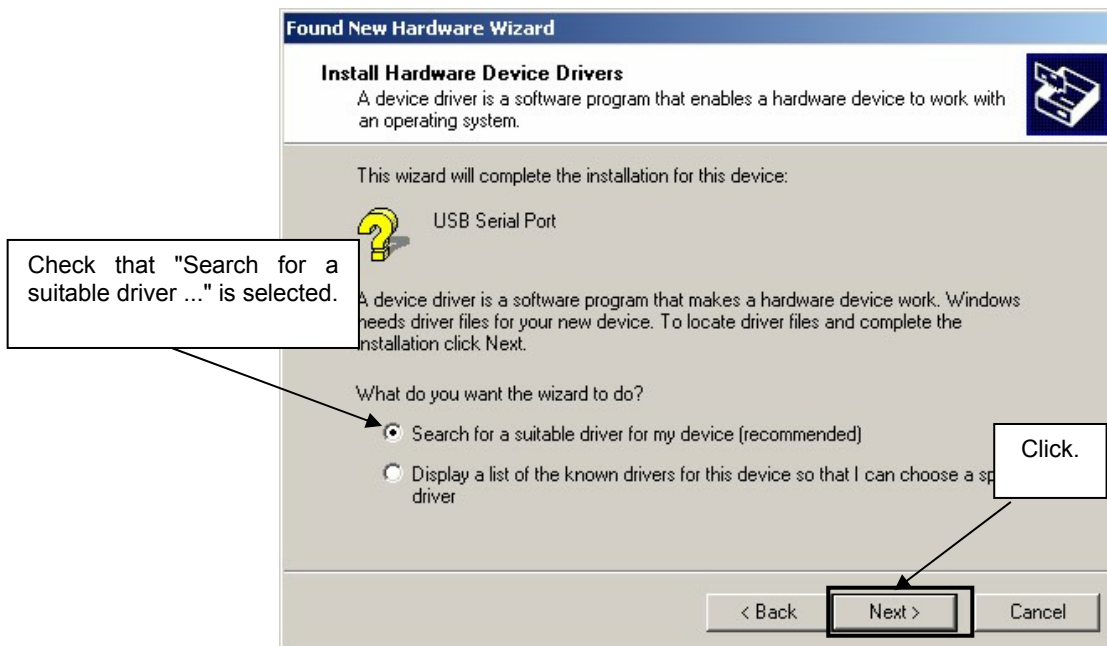 Found New Hardware Wizard
Install Hardware Device Drivers
A device driver is a software program that enables a hardware device to work with
an operating system.
This wizard will complete the installation for this device:
USB Serial Port
Check that "Search for a
suitable driver ..." is selected.
A device driver is a software program that makes a hardware device work. Windows
needs driver files for your new device. To locate driver files and complete the
installation click Next.
What do you want the wizard to do?
Search for a suitable driver for my device (recommended)
Click.
Display a list of the known drivers for this device so that I can choose a
driver
< Back
Next >
Cancel